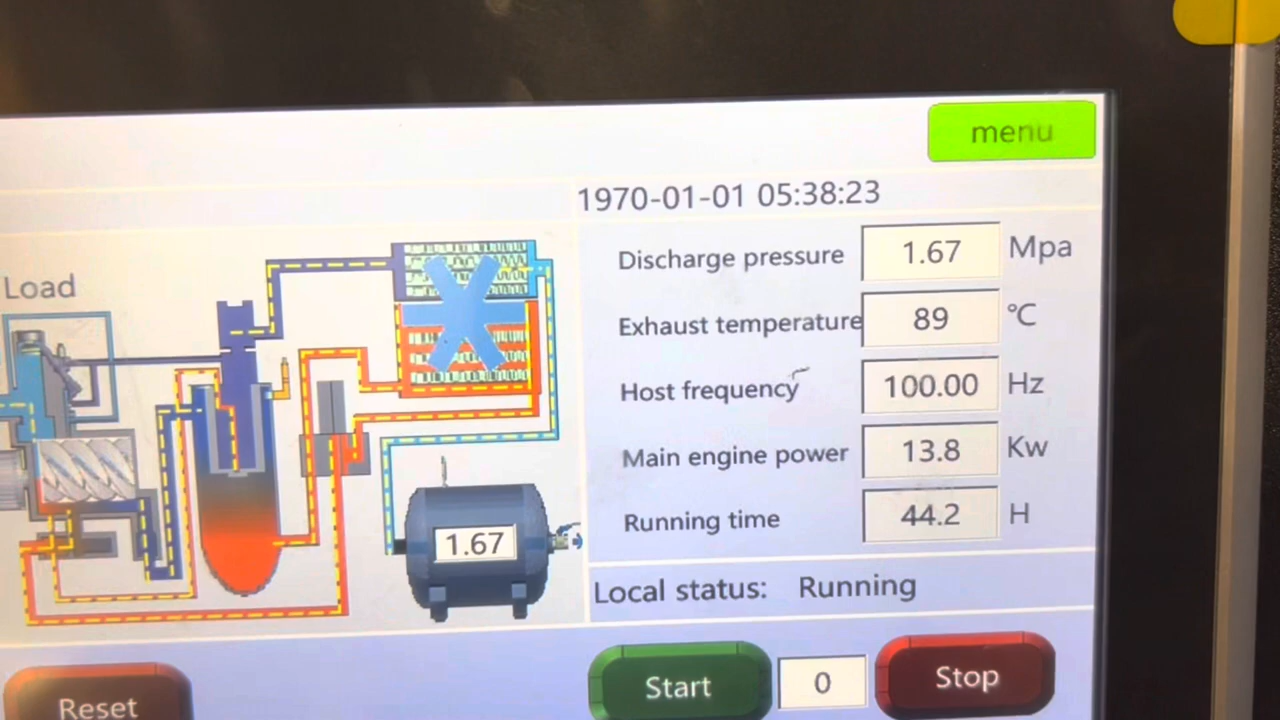 menu
1970-01-01 05:38:23
Load
Discharge pressure 1.67 Mpa
Exhaust temperature 89 °C
Host frequency 100.00 Hz
Main engine power 13.8 Kw
Running time 44.2 H
1.67
Local status: Running
Reset
Start 0 Stop